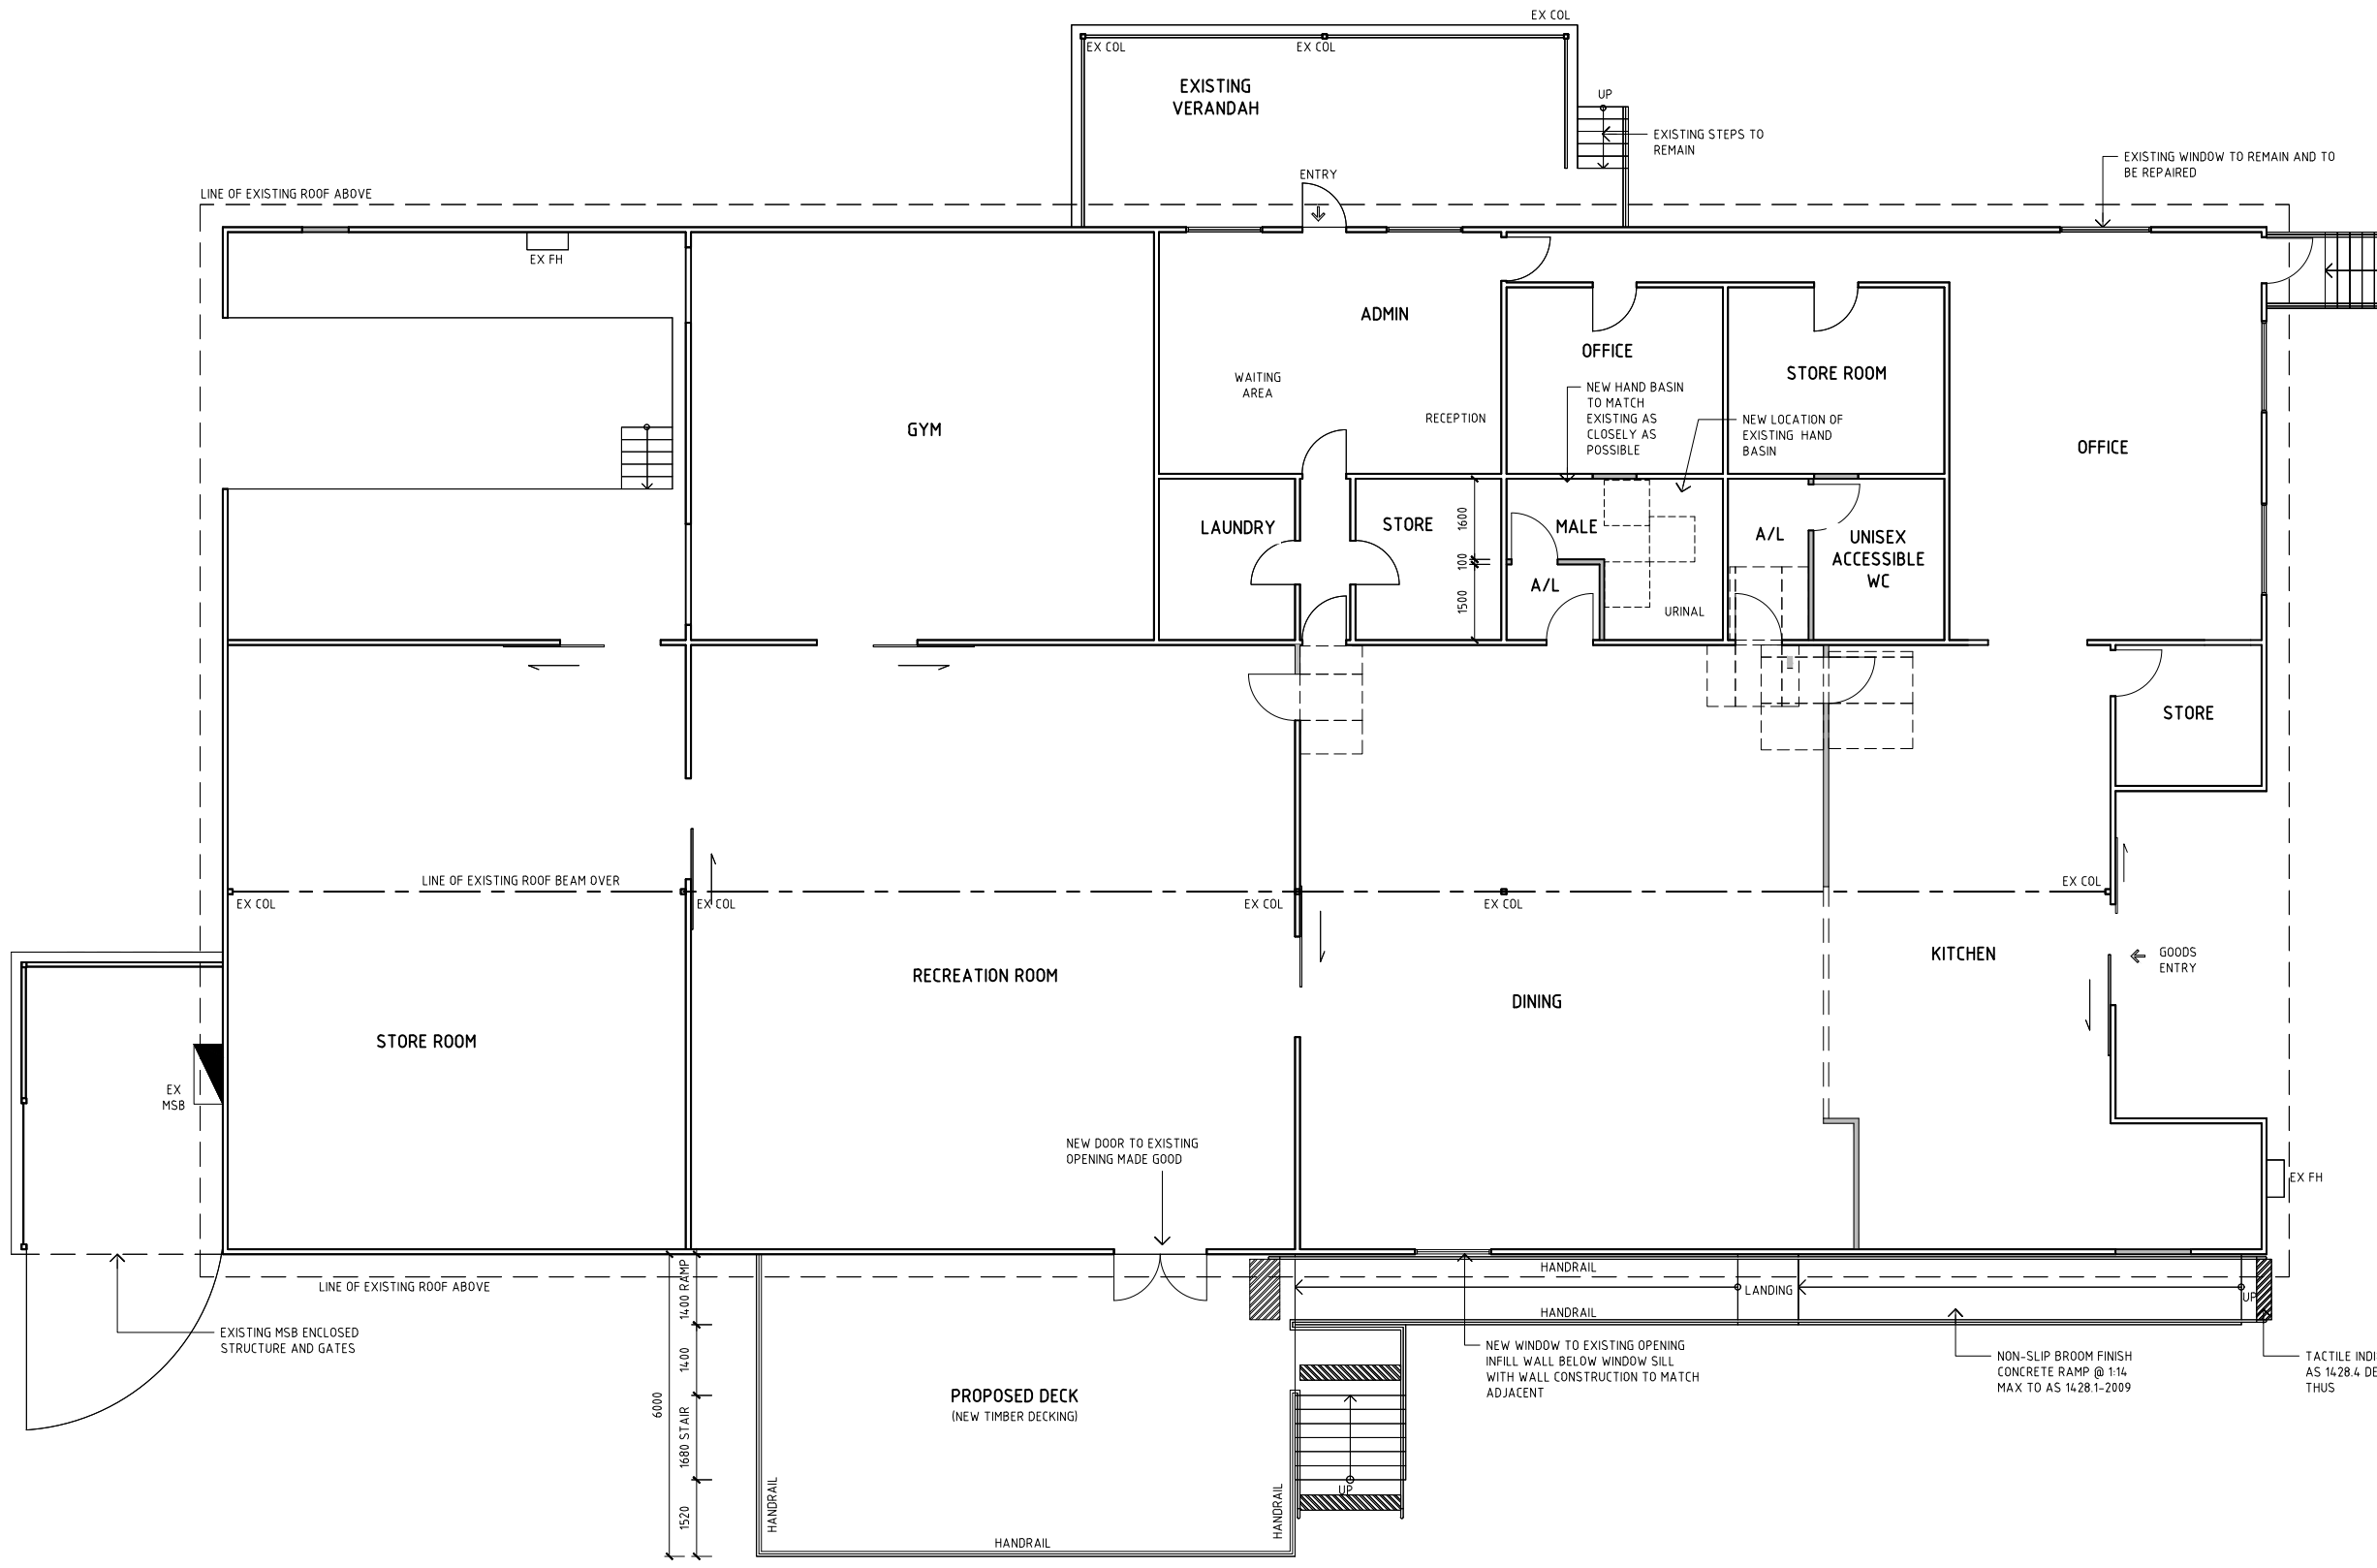 EX COL
EX COL
EX COL
EXISTING
VERANDAH
UP
EXISTING STEPS TO
REMAIN
EXISTING WINDOW TO REMAIN AND TO
BE REPAIRED
ENTRY
LINE OF EXISTING ROOF ABOVE
EX FH
ADMIN
OFFICE
STORE ROOM
WAITING
AREA
RECEPTION
NEW HAND BASIN
TO MATCH
EXISTING AS
CLOSELY AS
POSSIBLE
NEW LOCATION OF
EXISTING HAND
BASIN
GYM
OFFICE
LAUNDRY
STORE
1600
100
1500
MALE
A/L
URINAL
A/L
UNISEX
ACCESSIBLE
WC
STORE
LINE OF EXISTING ROOF BEAM OVER
EX COL
EX COL
EX COL
EX COL
EX COL
KITCHEN
GOODS
ENTRY
RECREATION ROOM
DINING
STORE ROOM
EX
MSB
NEW DOOR TO EXISTING
OPENING MADE GOOD
EX FH
LINE OF EXISTING ROOF ABOVE
HANDRAIL
LANDING
UP
HANDRAIL
EXISTING MSB ENCLOSED
STRUCTURE AND GATES
1400 RAMP
1400
1680 STAIR
1520
6000
NEW WINDOW TO EXISTING OPENING
INFILL WALL BELOW WINDOW SILL
WITH WALL CONSTRUCTION TO MATCH
ADJACENT
NON-SLIP BROOM FINISH
CONCRETE RAMP @ 1:14
MAX TO AS 1428.1-2009
TACTILE INDI
AS 1428.4 DE
THUS
PROPOSED DECK
(NEW TIMBER DECKING)
HANDRAIL
HANDRAIL
UP
HANDRAIL